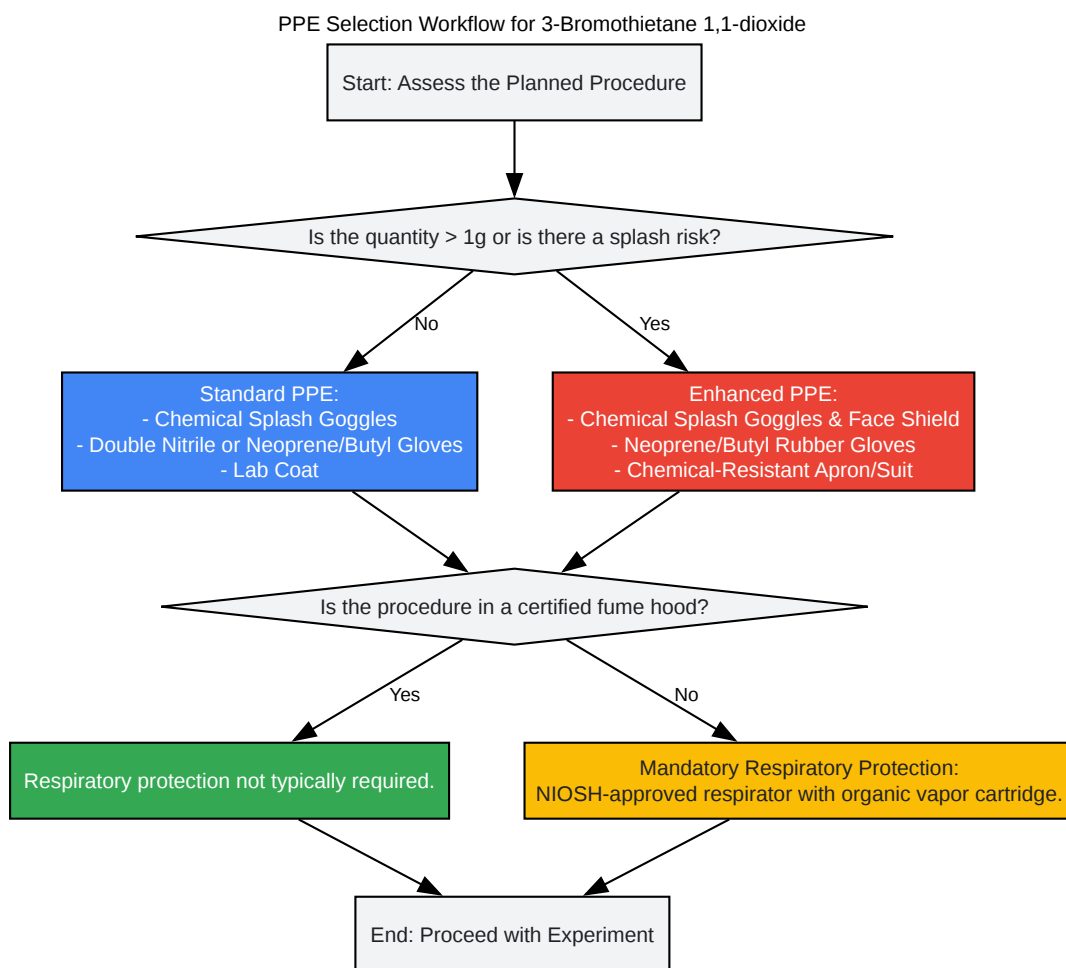 PPE Selection Workflow for 3-Bromothietane 1,1-dioxide
Start: Assess the Planned Procedure
Is the quantity > 1g or is there a splash risk?
No
Yes
Standard PPE:
- Chemical Splash Goggles
- Double Nitrile or Neoprene/Butyl Gloves
- Lab Coat
Enhanced PPE:
- Chemical Splash Goggles & Face Shield
- Neoprene/Butyl Rubber Gloves
- Chemical-Resistant Apron/Suit
Is the procedure in a certified fume hood?
Yes
No
Respiratory protection not typically required.
Mandatory Respiratory Protection:
NIOSH-approved respirator with organic vapor cartridge.
End: Proceed with Experiment